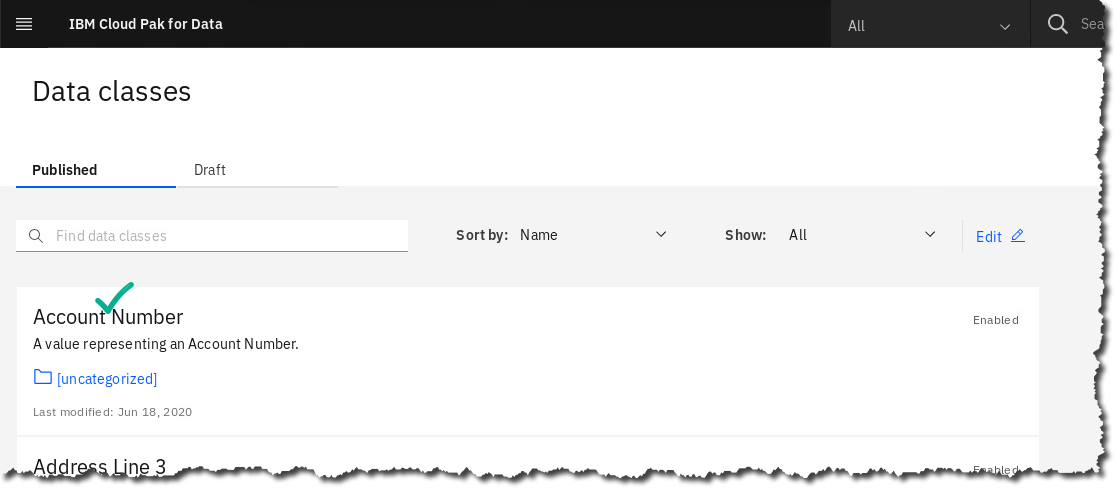 IBM Cloud Pak for Data
All
Sea
Data classes
Published
Draft
Find data classes
Sort by: Name
Show: All
Edit
Account Number
Enabled
A value representing an Account Number.
[uncategorized]
Last modified: Jun 18, 2020
Address Line 3
Enabled